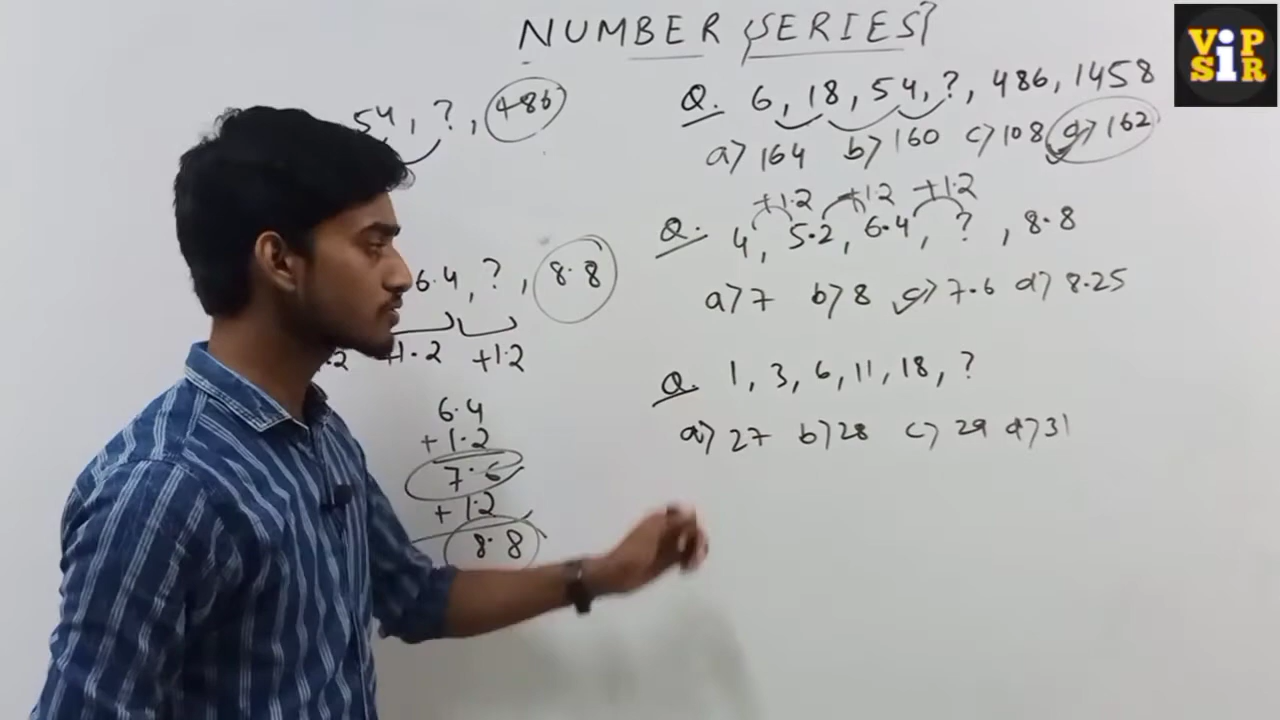 NUMBER SERIES
VIP
SIR
54, ?, 486
Q. 6, 18, 54, ?, 486, 1458
a) 164 b) 160 c) 108 d) 162
+1.2 +1.2 +1.2
Q. 4, 5.2, 6.4, ?, 8.8
a) 7 b) 8 c) 7.6 d) 8.25
6.4, ?, 8.8
.2 +1.2 +1.2
6.4
+ 1.2
7.6
+ 1.2
8.8
Q. 1, 3, 6, 11, 18, ?
a) 27 b) 28 c) 29 d) 31